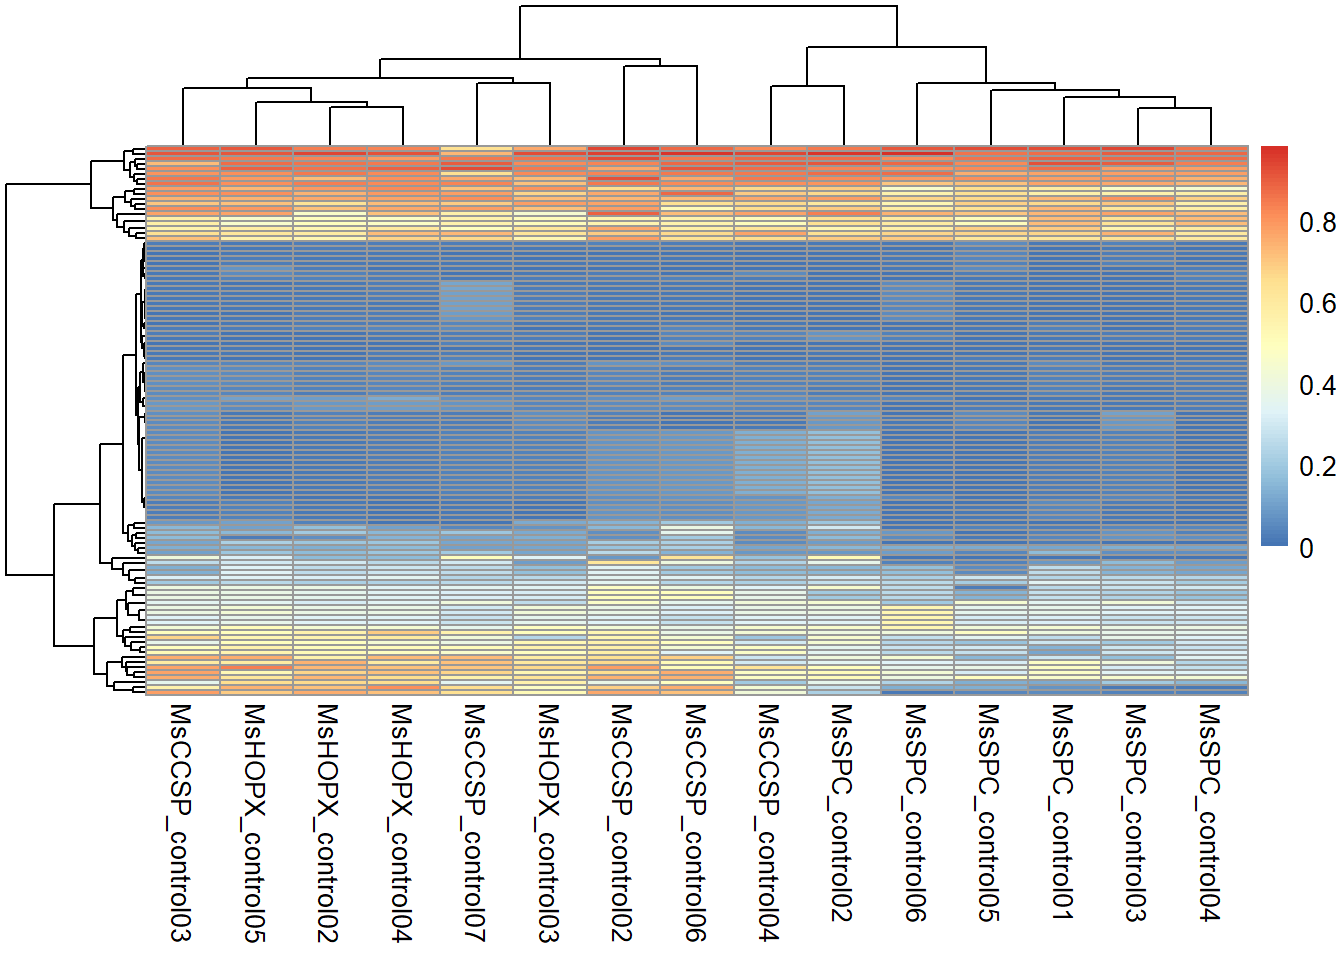 0.8
0.6
0.4
0.2
0
MsCCSP_control03
MsHOPX_control05
MsHOPX_control02
MsHOPX_control04
MsCCSP_control07
MsHOPX_control03
MsCCSP_control02
MsCCSP_control06
MsCCSP_control04
MsSPC_control02
MsSPC_control06
MsSPC_control05
MsSPC_control01
MsSPC_control03
MsSPC_control04